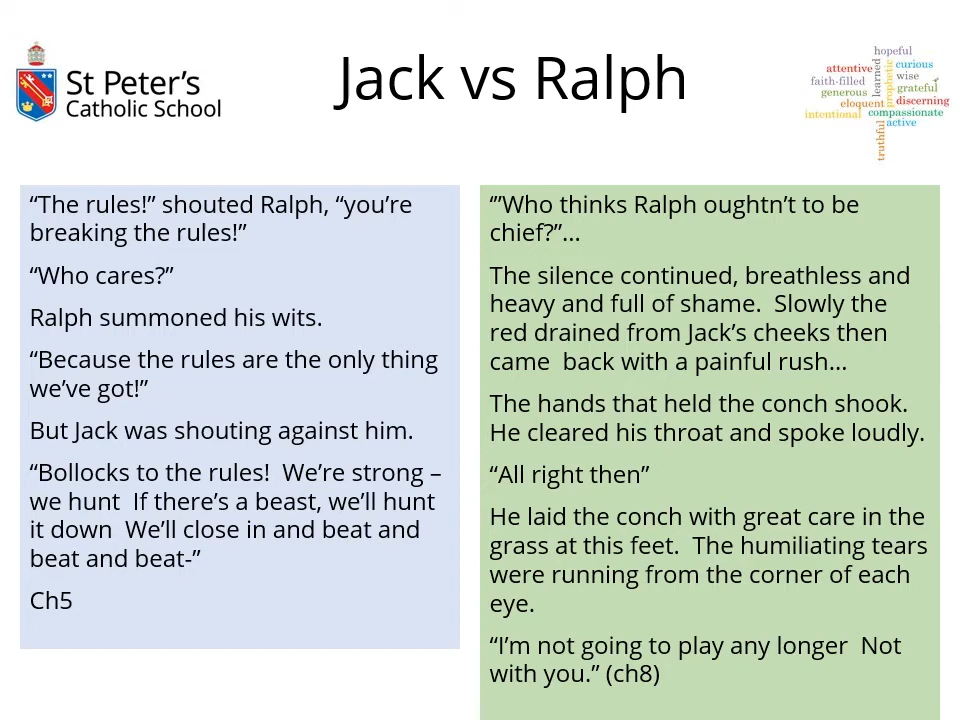 St Peter's
Catholic School
Jack vs Ralph
hopeful
attentive
learned
prophetic
curious
faith-filled
wise
generous
grateful
eloquent
discerning
intentional
compassionate
truthful
active
“The rules!” shouted Ralph, “you’re
breaking the rules!”
“Who cares?”
Ralph summoned his wits.
“Because the rules are the only thing
we’ve got!”
But Jack was shouting against him.
“Bollocks to the rules!  We’re strong –
we hunt  If there’s a beast, we’ll hunt
it down  We’ll close in and beat and
beat and beat-”
Ch5
‘”Who thinks Ralph oughtn’t to be
chief?”…
The silence continued, breathless and
heavy and full of shame.  Slowly the
red drained from Jack’s cheeks then
came  back with a painful rush…
The hands that held the conch shook.
He cleared his throat and spoke loudly.
“All right then”
He laid the conch with great care in the
grass at this feet.  The humiliating tears
were running from the corner of each
eye.
“I’m not going to play any longer  Not
with you.” (ch8)